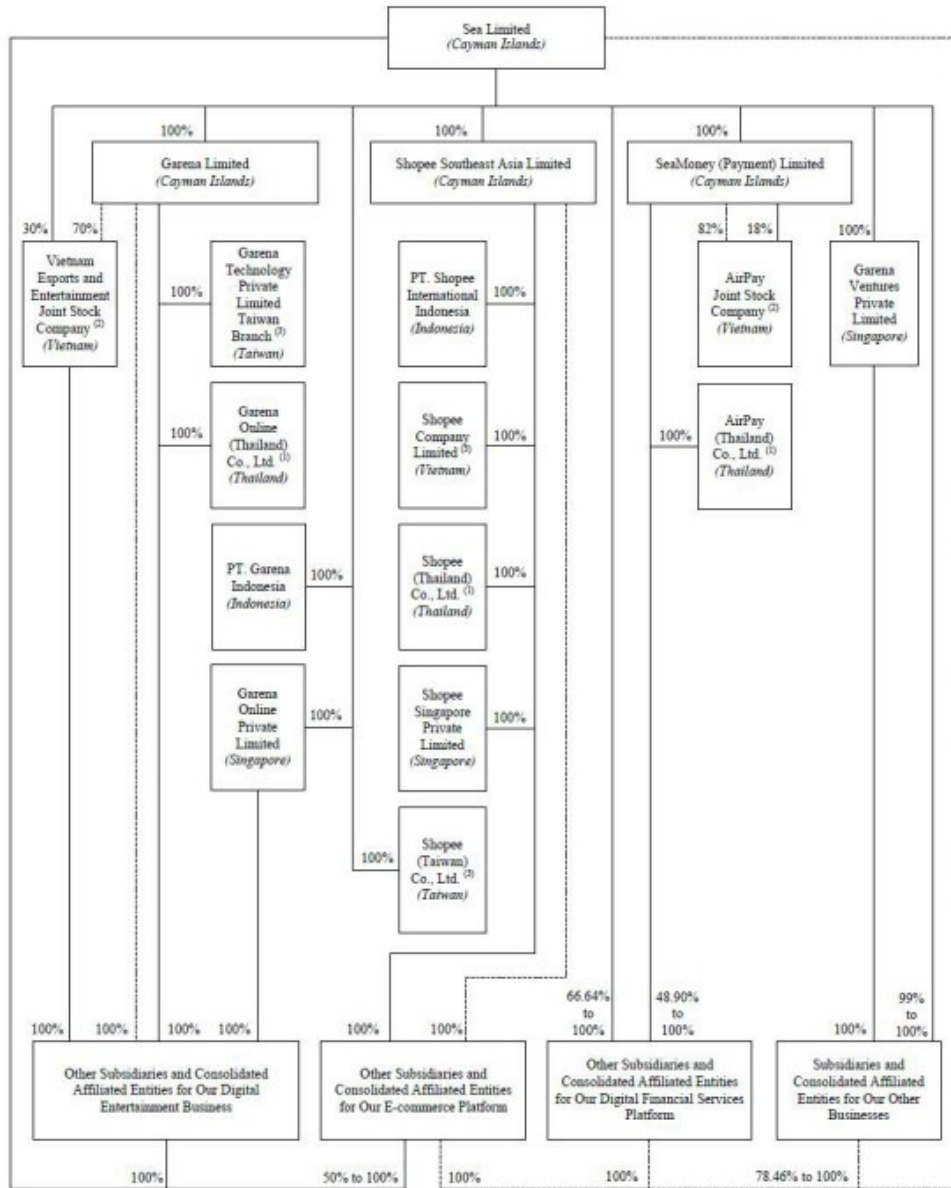 Sea Limited
(Cayman Islands)
100%
100%
100%
Garena Limited
(Cayman Islands)
Shopee Southeast Asia Limited
(Cayman Islands)
SeaMoney (Payment) Limited
(Cayman Islands)
30%
70%
82%
18%
100%
Vietnam
Esports and
Entertainment
Joint Stock
Company (2)
(Vietnam)
100%
Garena
Technology
Private
Limited
Taiwan
Branch (3)
(Taiwan)
PT. Shopee
International
Indonesia
(Indonesia)
100%
AirPay
Joint Stock
Company (2)
(Vietnam)
Garena
Ventures
Private
Limited
(Singapore)
100%
Garena
Online
(Thailand)
Co., Ltd. (1)
(Thailand)
Shopee
Company
Limited (3)
(Vietnam)
100%
100%
AirPay
(Thailand)
Co., Ltd. (1)
(Thailand)
PT. Garena
Indonesia
(Indonesia)
100%
Shopee
(Thailand)
Co., Ltd. (1)
(Thailand)
100%
Garena
Online
Private
Limited
(Singapore)
100%
Shopee
Singapore
Private
Limited
(Singapore)
100%
100%
Shopee
(Taiwan)
Co., Ltd. (3)
(Taiwan)
100%
100%
100%
100%
100%
100%
66.64%
to
100%
48.90%
to
100%
100%
99%
to
100%
Other Subsidiaries and Consolidated
Affiliated Entities for Our Digital
Entertainment Business
Other Subsidiaries and
Consolidated Affiliated Entities
for Our E-commerce Platform
Other Subsidiaries and
Consolidated Affiliated Entities
for Our Digital Financial Services
Platform
Subsidiaries and
Consolidated Affiliated
Entities for Our Other
Businesses
100%
50% to 100%
100%
100%
78.46% to 100%